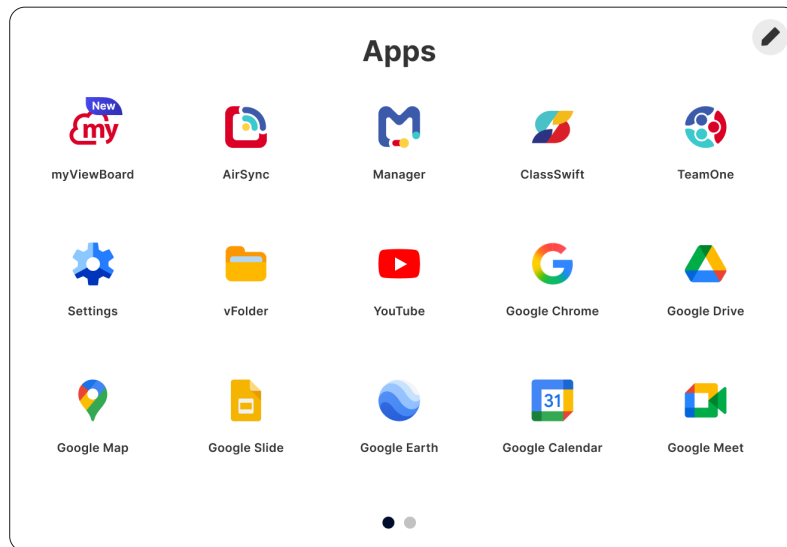 Apps
New
my
myViewBoard
AirSync
Manager
ClassSwift
TeamOne
Settings
vFolder
YouTube
Google Chrome
Google Drive
31
Google Map
Google Slide
Google Earth
Google Calendar
Google Meet